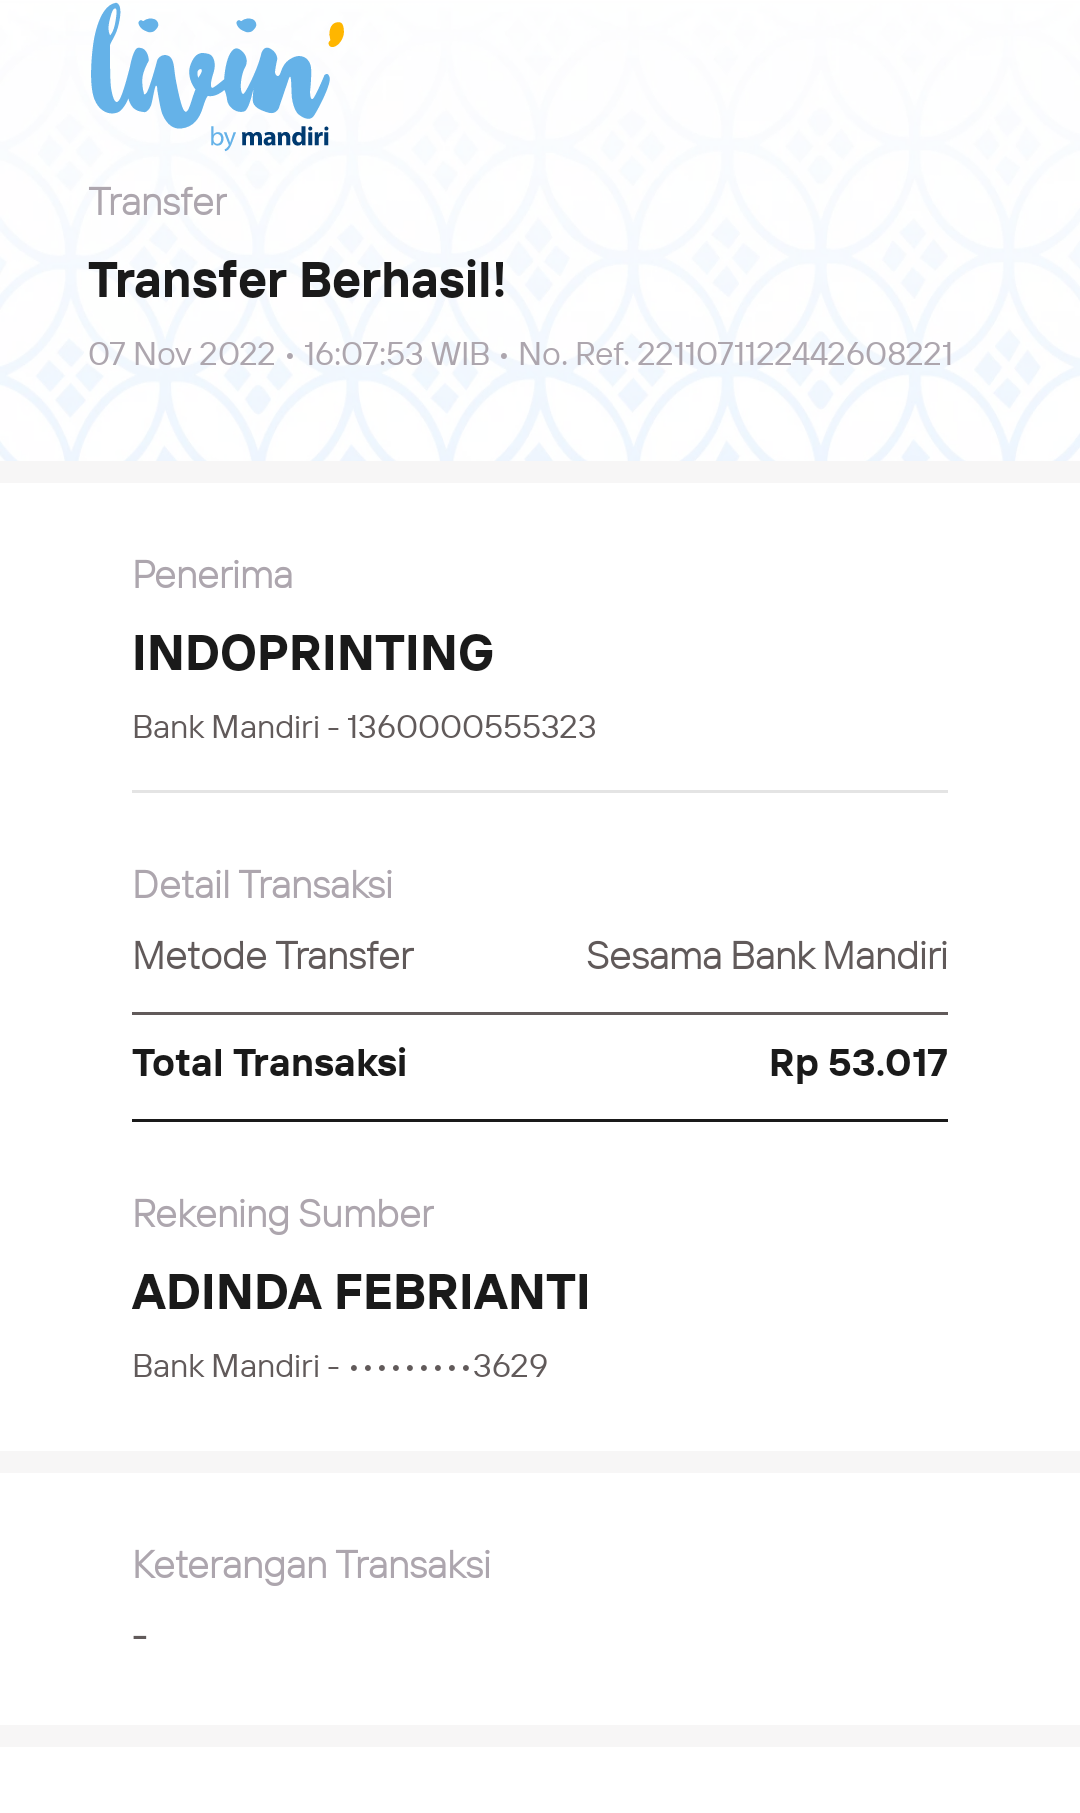 livin'
by mandiri
Transfer
Transfer Berhasil!
07 Nov 2022 • 16:07:53 WIB • No. Ref. 2211071122442608221
Penerima
INDOPRINTING
Bank Mandiri - 1360000555323
Detail Transaksi
Metode Transfer Sesama Bank Mandiri
Total Transaksi Rp 53.017
Rekening Sumber
ADINDA FEBRIANTI
Bank Mandiri - •••••••••3629
Keterangan Transaksi
-